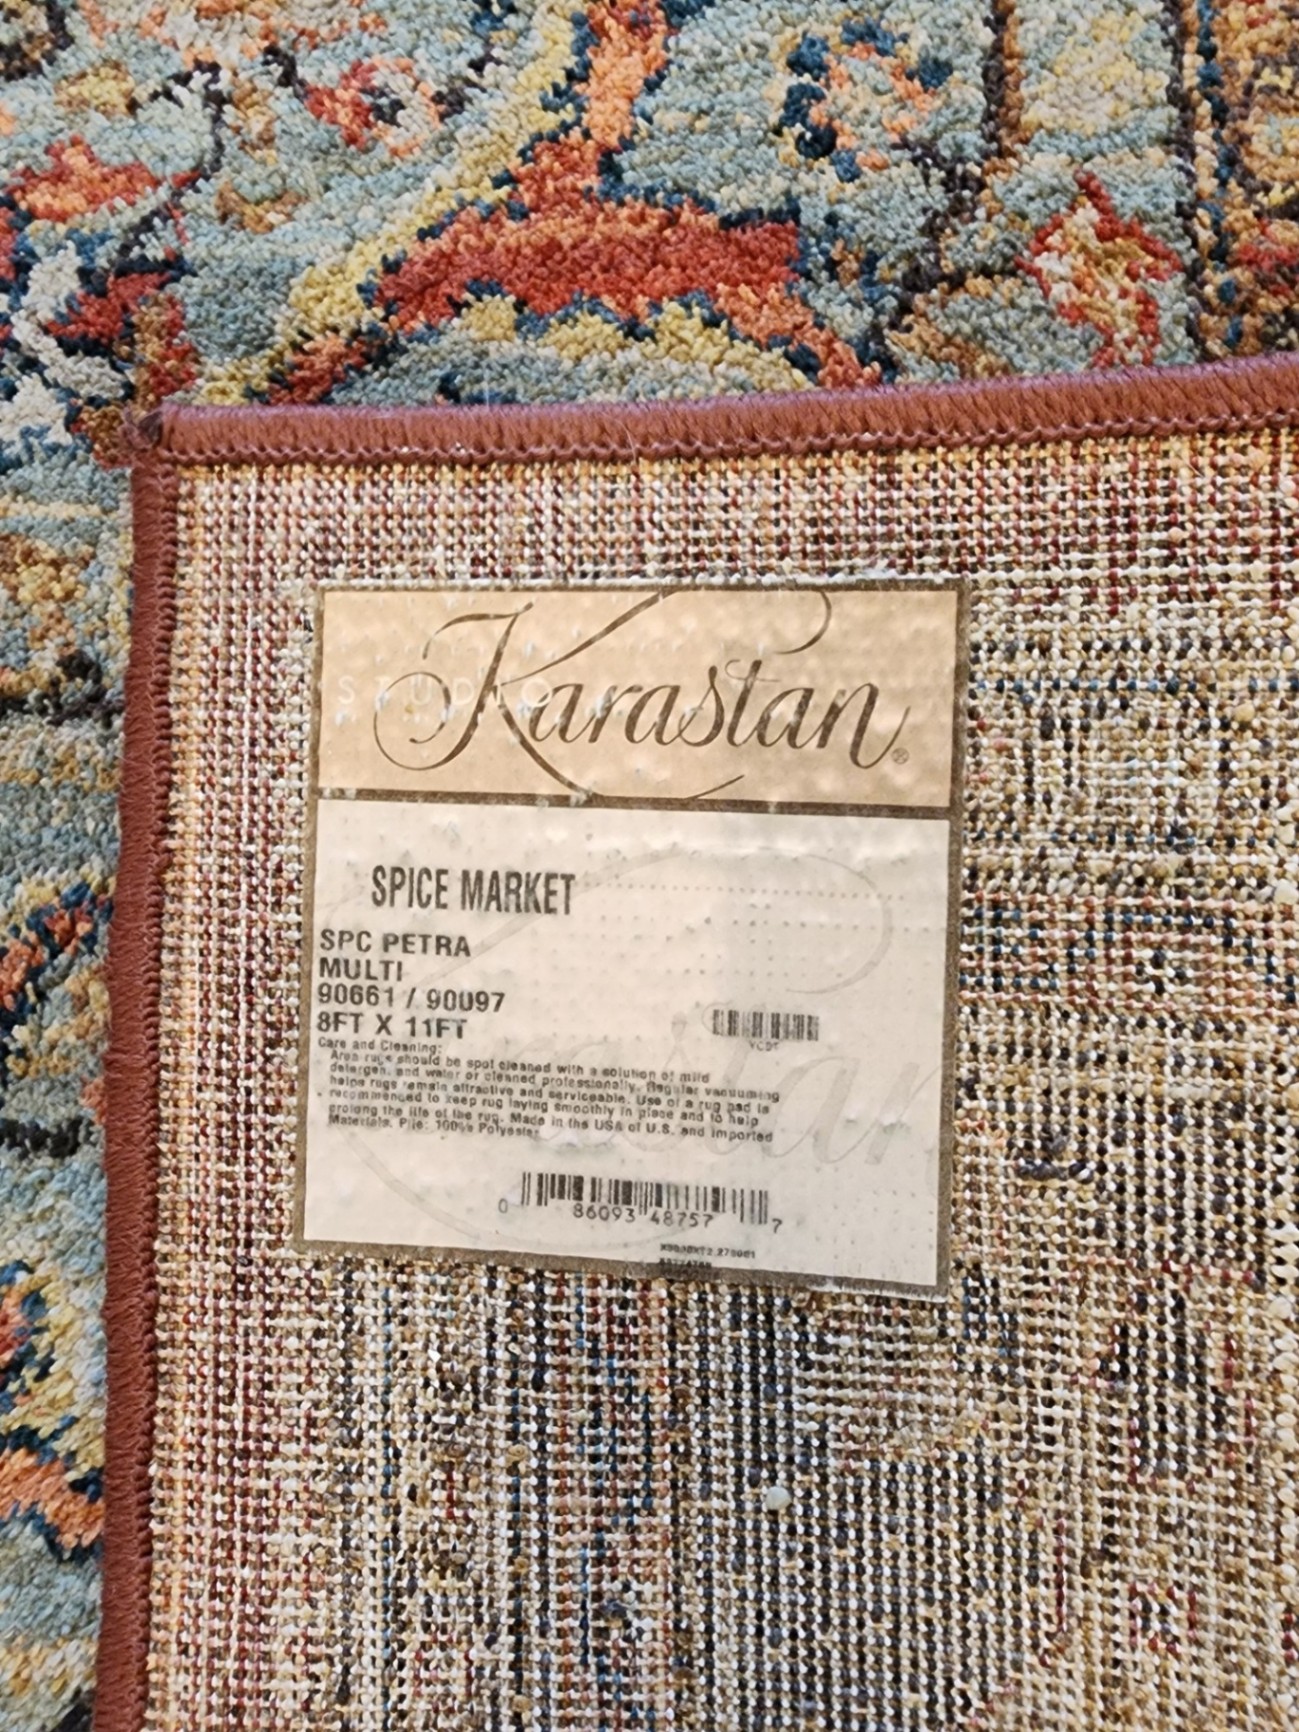 Karastan®
STUDIO
SPICE MARKET
SPC PETRA
MULTI
90661 / 90097
8FT X 11FT
Care and Cleaning:
Area rugs should be spot cleaned with a solution of mild
detergent and water or cleaned professionally. Regular vacuuming
helps rugs remain attractive and serviceable. Use of a rug pad is
recommended to keep rug laying smoothly in place and to help
prolong the life of the rug. Made in the USA of U.S. and imported
Materials. Pile: 100% Polyester
0 86093 48757 7